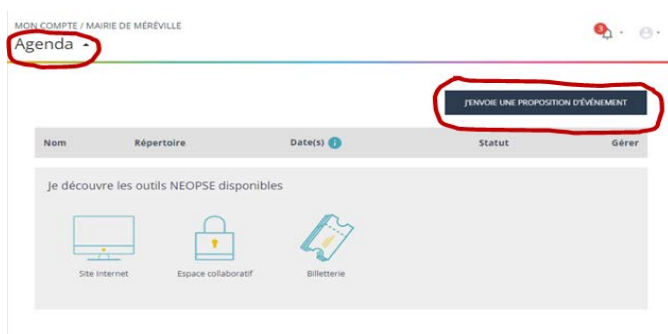 MON COMPTE / MAIRIE DE MÉRÉVILLE
Agenda
3
J'ENVOIE UNE PROPOSITION D'ÉVÉNEMENT
Nom Répertoire Date(s) i Statut Gérer
Je découvre les outils NEOPSE disponibles
Site Internet Espace collaboratif Billetterie